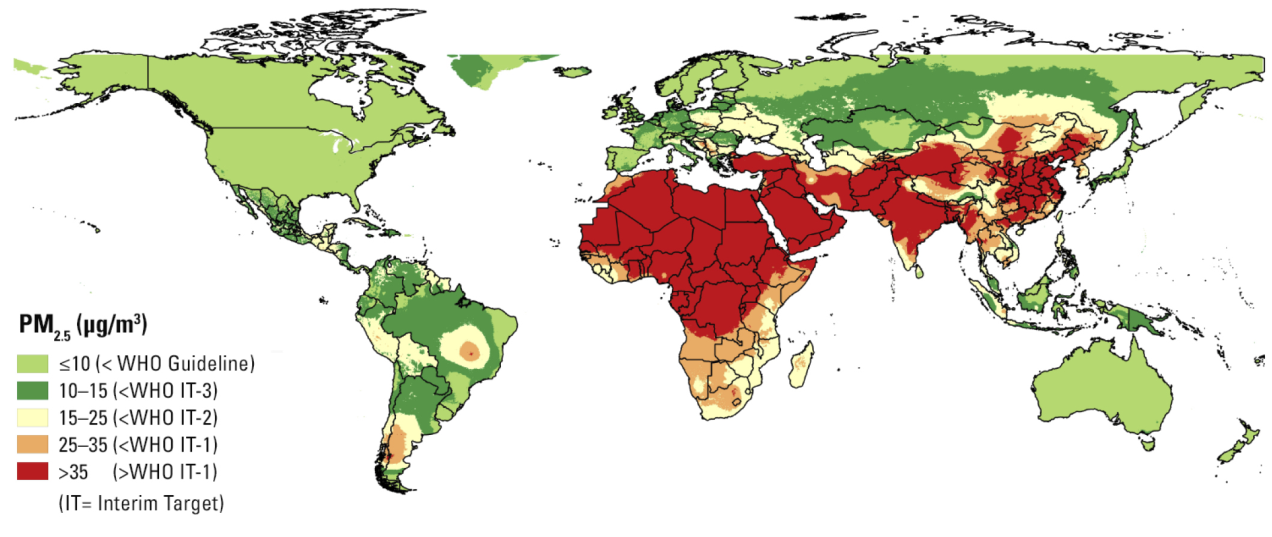 PM2.5 (µg/m³)
≤10 (< WHO Guideline)
10–15 (<WHO IT-3)
15–25 (<WHO IT-2)
25–35 (<WHO IT-1)
>35 (>WHO IT-1)
(IT= Interim Target)